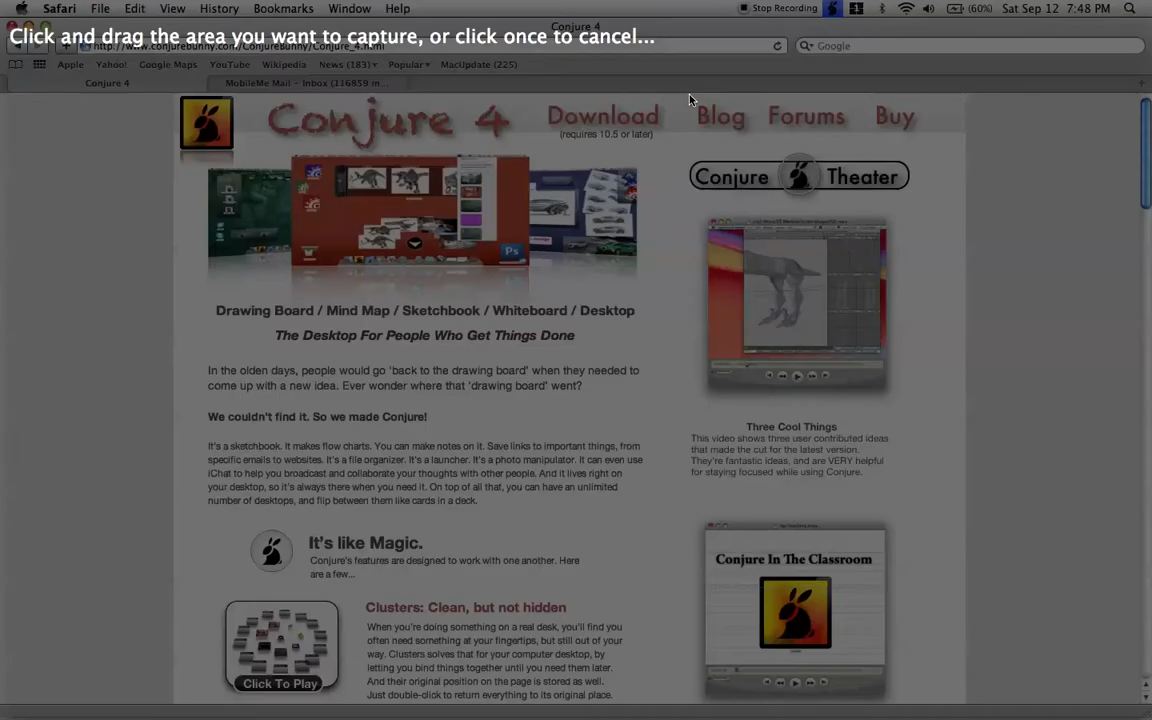 Safari File Edit View History Bookmarks Window Help Stop Recording (60%) Sat Sep 12 7:48 PM
Conjure 4
Click and drag the area you want to capture, or click once to cancel...
http://www.conjurebunny.com/ConjureBunny/Conjure_4.html
Google
Apple Yahoo! Google Maps YouTube Wikipedia News (183) Popular MacUpdate (225)
Conjure 4 MobileMe Mail – Inbox (116859 m...
Conjure 4 Download Blog Forums Buy
(requires 10.5 or later)
Conjure Theater
Ps
Drawing Board / Mind Map / Sketchbook / Whiteboard / Desktop
The Desktop For People Who Get Things Done
In the olden days, people would go 'back to the drawing board' when they needed to
come up with a new idea. Ever wonder where that 'drawing board' went?
We couldn't find it. So we made Conjure!
It's a sketchbook. It makes flow charts. You can make notes on it. Save links to important things, from
specific emails to websites. It's a file organizer. It's a launcher. It's a photo manipulator. It can even use
iChat to help you broadcast and collaborate your thoughts with other people. And it lives right on
your desktop, so it's always there when you need it. On top of all that, you can have an unlimited
number of desktops, and flip between them like cards in a deck.
Three Cool Things
This video shows three user contributed ideas
that made the cut for the latest version.
They're fantastic ideas, and are VERY helpful
for staying focused while using Conjure.
It's like Magic.
Conjure's features are designed to work with one another. Here
are a few...
Conjure In The Classroom
Clusters: Clean, but not hidden
When you're doing something on a real desk, you'll find you
often need something at your fingertips, but still out of your
way. Clusters solves that for your computer desktop, by
letting you bind things together until you need them later.
And their original position on the page is stored as well.
Just double-click to return everything to its original place.
Click To Play